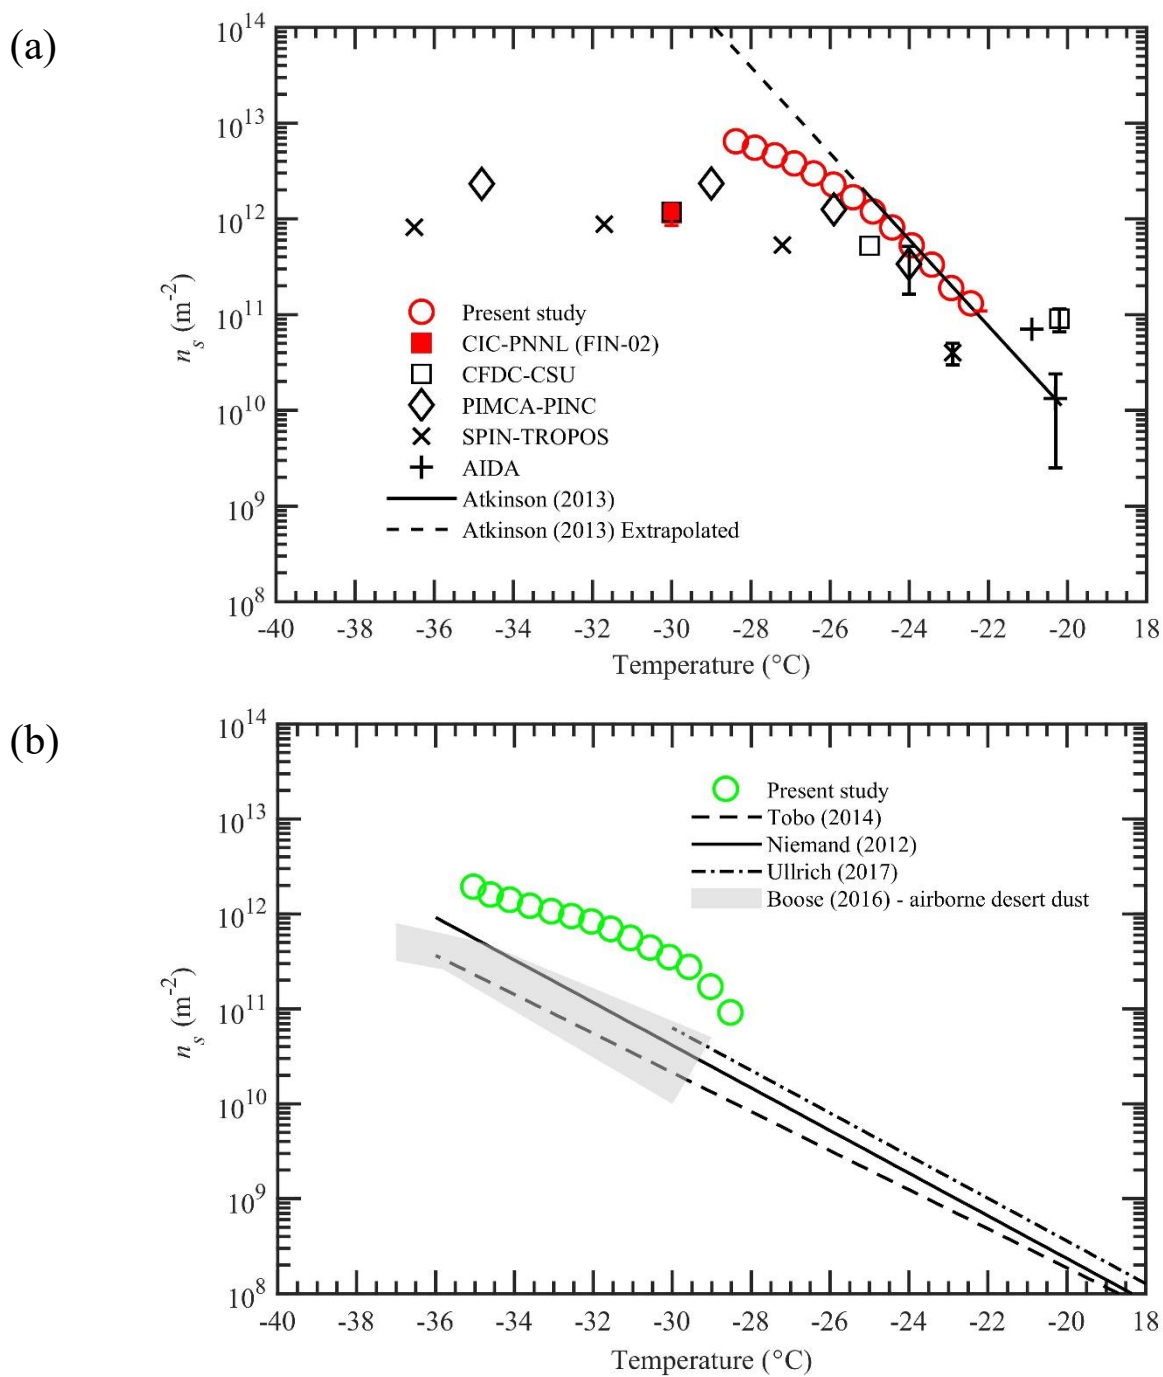 (a)
10^14
10^13
10^12
10^11
10^10
10^9
10^8
n_s (m^-2)
Present study
CIC-PNNL (FIN-02)
CFDC-CSU
PIMCA-PINC
SPIN-TROPOS
AIDA
Atkinson (2013)
Atkinson (2013) Extrapolated
-40 -38 -36 -34 -32 -30 -28 -26 -24 -22 -20 18
Temperature (°C)
(b)
10^14
10^13
10^12
10^11
10^10
10^9
10^8
n_s (m^-2)
Present study
Tobo (2014)
Niemand (2012)
Ullrich (2017)
Boose (2016) - airborne desert dust
-40 -38 -36 -34 -32 -30 -28 -26 -24 -22 -20 18
Temperature (°C)